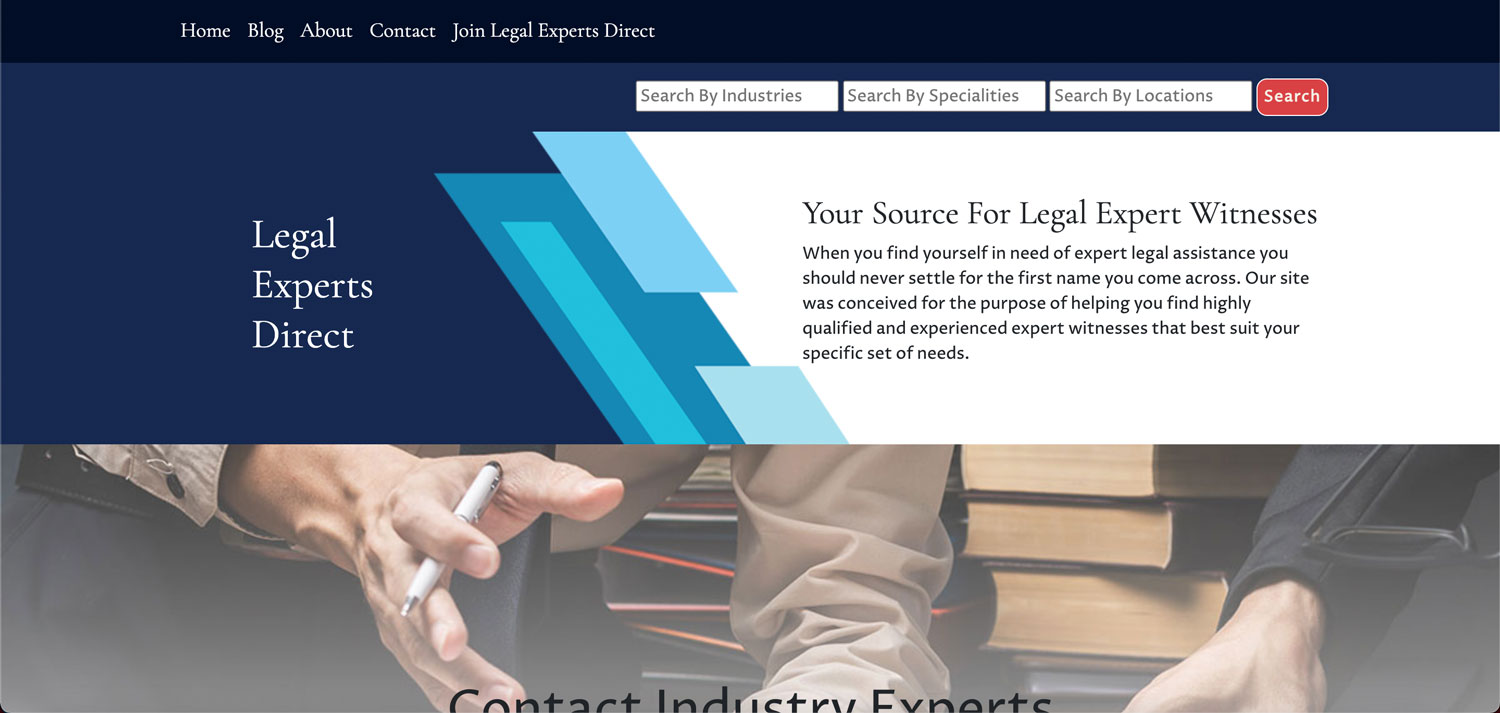 Home Blog About Contact Join Legal Experts Direct
Search By Industries Search By Specialities Search By Locations Search
Legal
Experts
Direct
Your Source For Legal Expert Witnesses
When you find yourself in need of expert legal assistance you
should never settle for the first name you come across. Our site
was conceived for the purpose of helping you find highly
qualified and experienced expert witnesses that best suit your
specific set of needs.
Contact Industry Experts